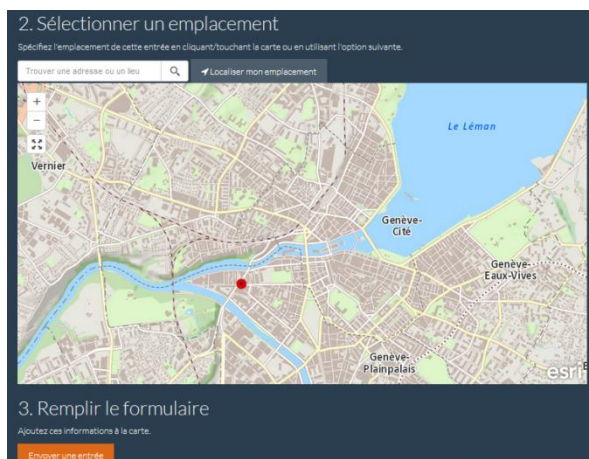 2. Sélectionner un emplacement
Spécifiez l'emplacement de cette entrée en cliquant/touchant la carte ou en utilisant l'option suivante.
Trouver une adresse ou un lieu
Localiser mon emplacement
+
−
Le Léman
Vernier
Genève-
Cité
Genève-
Eaux-Vives
Genève-
Plainpalais
esri
3. Remplir le formulaire
Ajoutez ces informations à la carte.
Envoyer une entrée